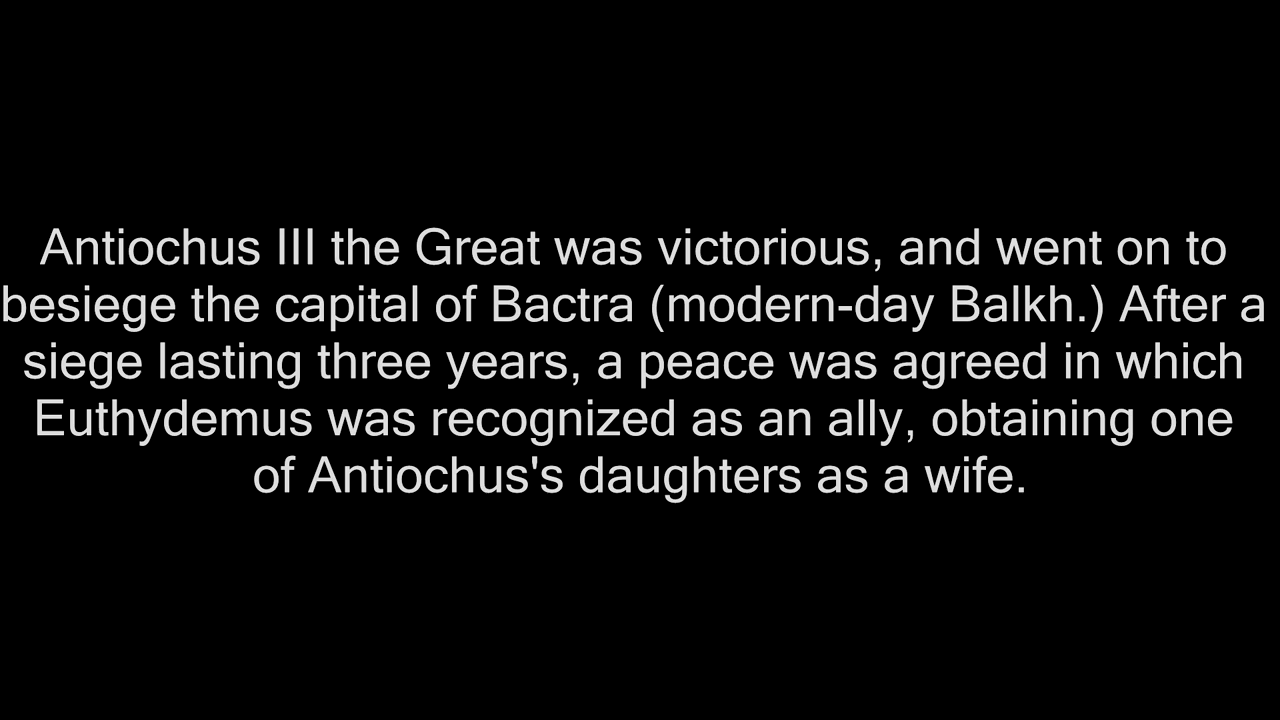 Antiochus III the Great was victorious, and went on to
besiege the capital of Bactra (modern-day Balkh.) After a
siege lasting three years, a peace was agreed in which
Euthydemus was recognized as an ally, obtaining one
of Antiochus's daughters as a wife.